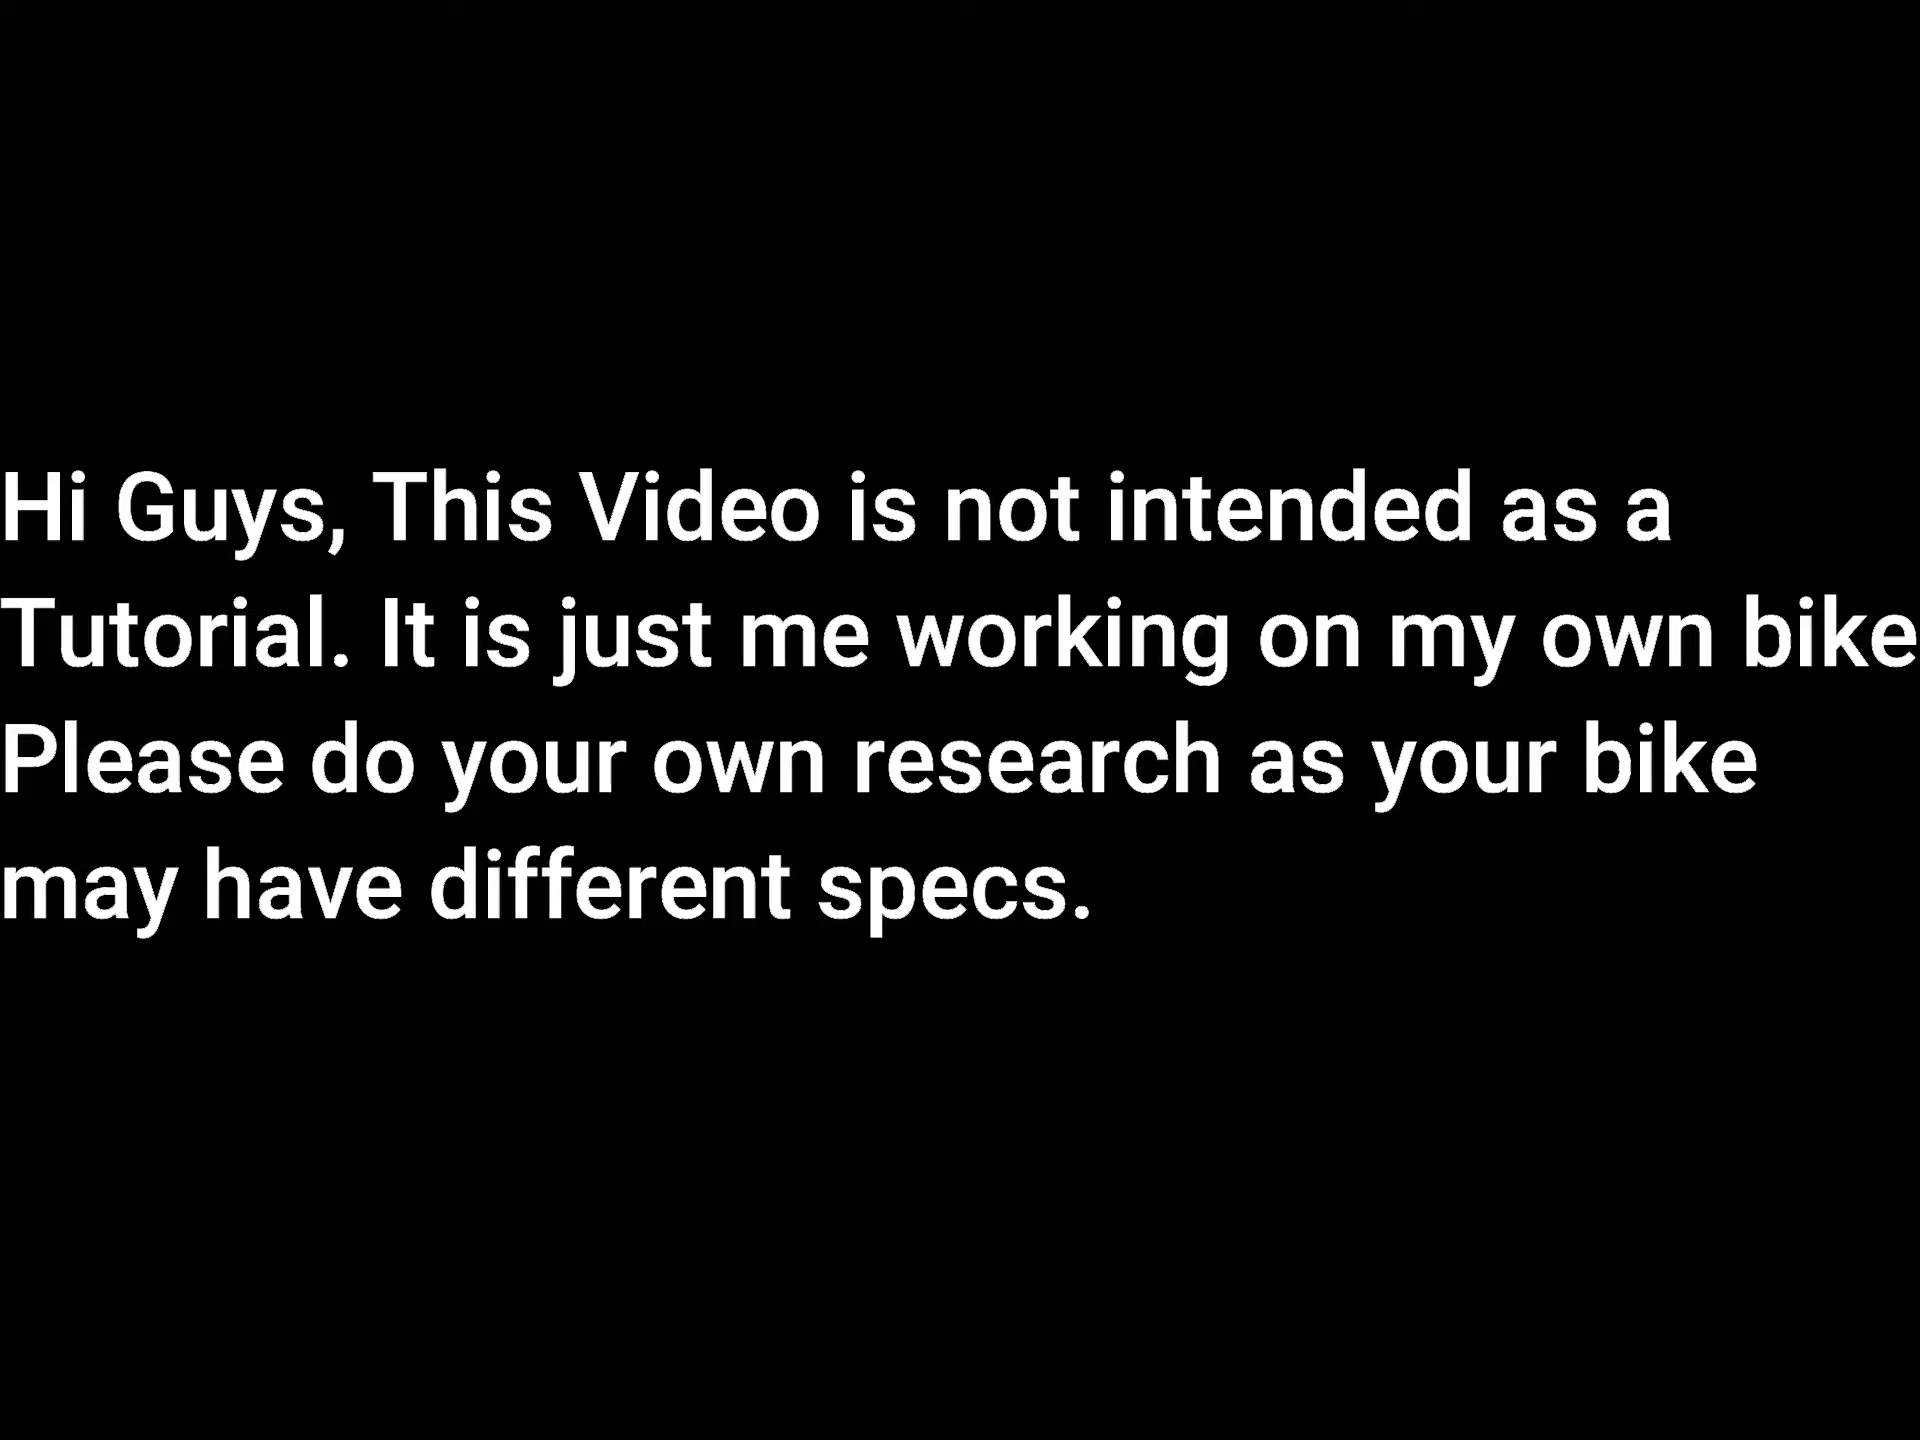 Hi Guys, This Video is not intended as a
Tutorial. It is just me working on my own bike
Please do your own research as your bike
may have different specs.